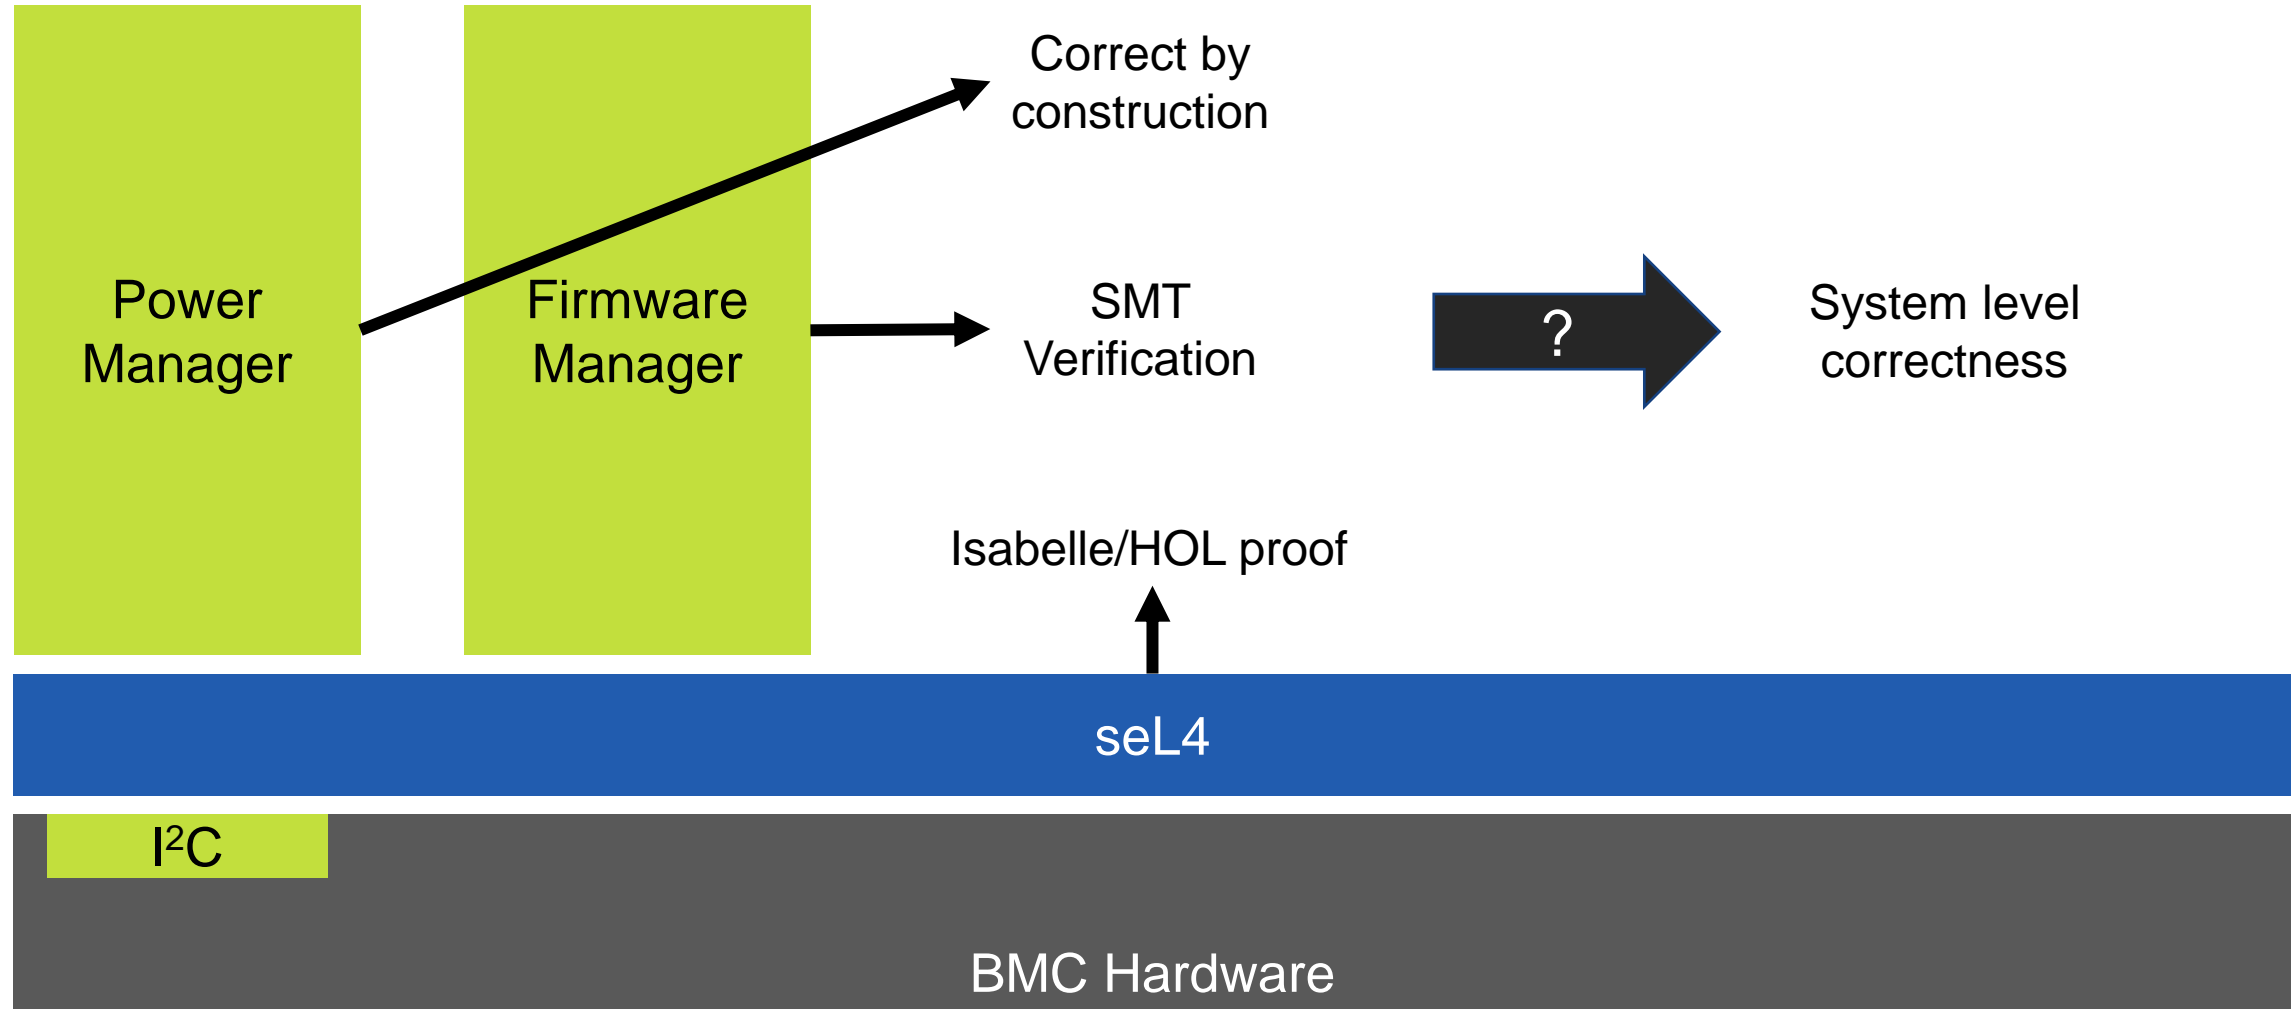 Correct by
construction
Power
Manager
Firmware
Manager
SMT
Verification
?
System level
correctness
Isabelle/HOL proof
seL4
I²C
BMC Hardware